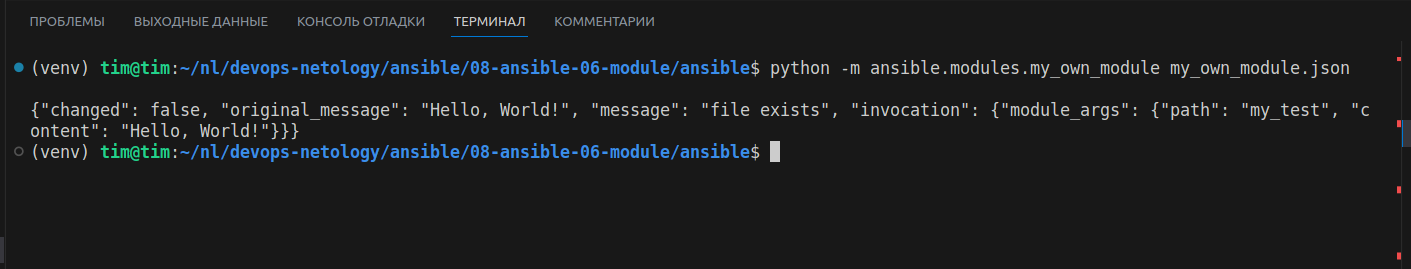 ПРОБЛЕМЫ ВЫХОДНЫЕ ДАННЫЕ КОНСОЛЬ ОТЛАДКИ ТЕРМИНАЛ КОММЕНТАРИИ
(venv) tim@tim:~/nl/devops-netology/ansible/08-ansible-06-module/ansible$ python -m ansible.modules.my_own_module my_own_module.json
{"changed": false, "original_message": "Hello, World!", "message": "file exists", "invocation": {"module_args": {"path": "my_test", "c
ontent": "Hello, World!"}}}
(venv) tim@tim:~/nl/devops-netology/ansible/08-ansible-06-module/ansible$